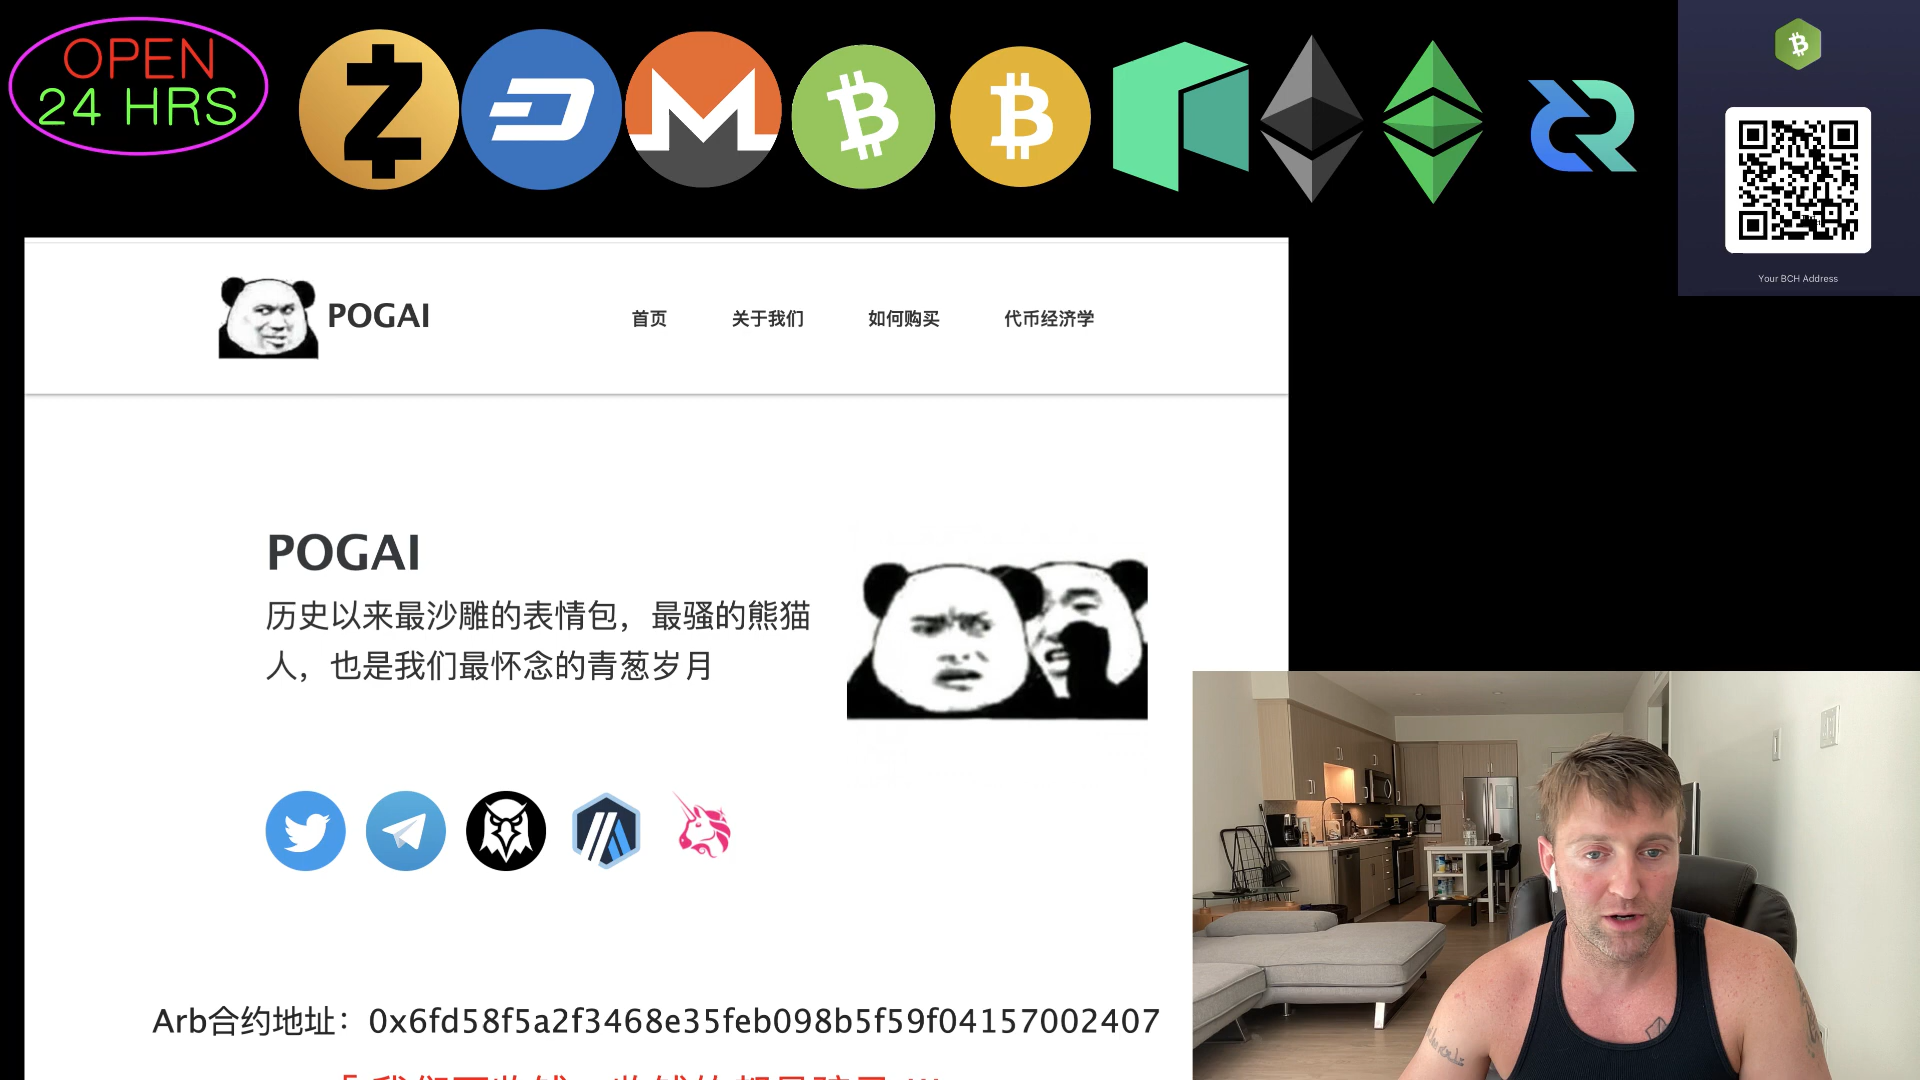 OPEN
24 HRS
Your BCH Address
POGAI
首页
关于我们
如何购买
代币经济学
POGAI
历史以来最沙雕的表情包，最骚的熊猫
人，也是我们最怀念的青葱岁月
Arb合约地址：0x6fd58f5a2f3468e35feb098b5f59f04157002407